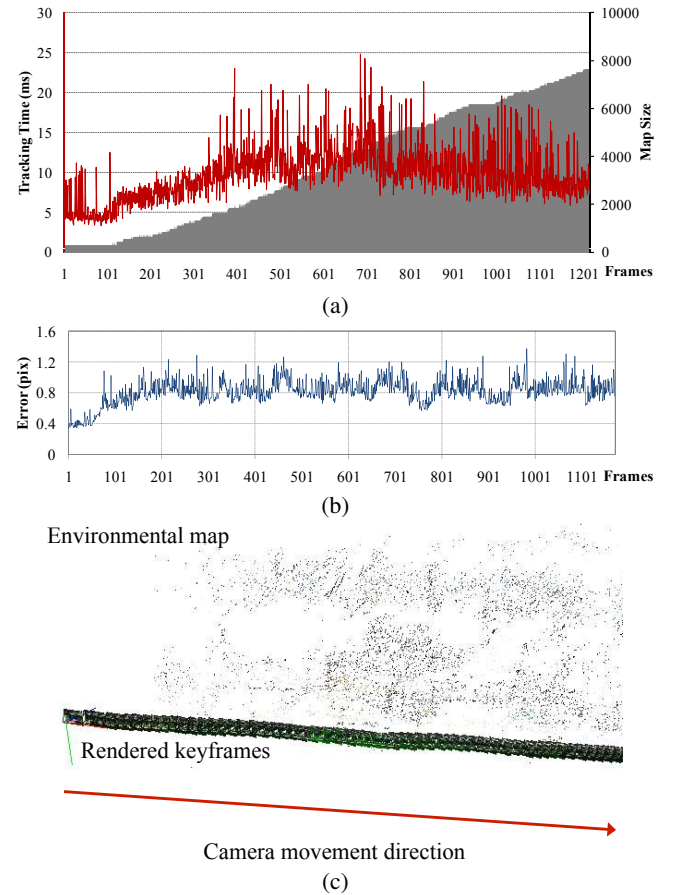 30
25
20
15
10
5
0
Tracking Time (ms)
10000
8000
6000
4000
2000
0
Map Size
1 101 201 301 401 501 601 701 801 901 1001 1101 1201 Frames
(a)
1.6
1.2
0.8
0.4
0
Error (pix)
1 101 201 301 401 501 601 701 801 901 1001 1101 Frames
(b)
Environmental map
Rendered keyframes
Camera movement direction
(c)